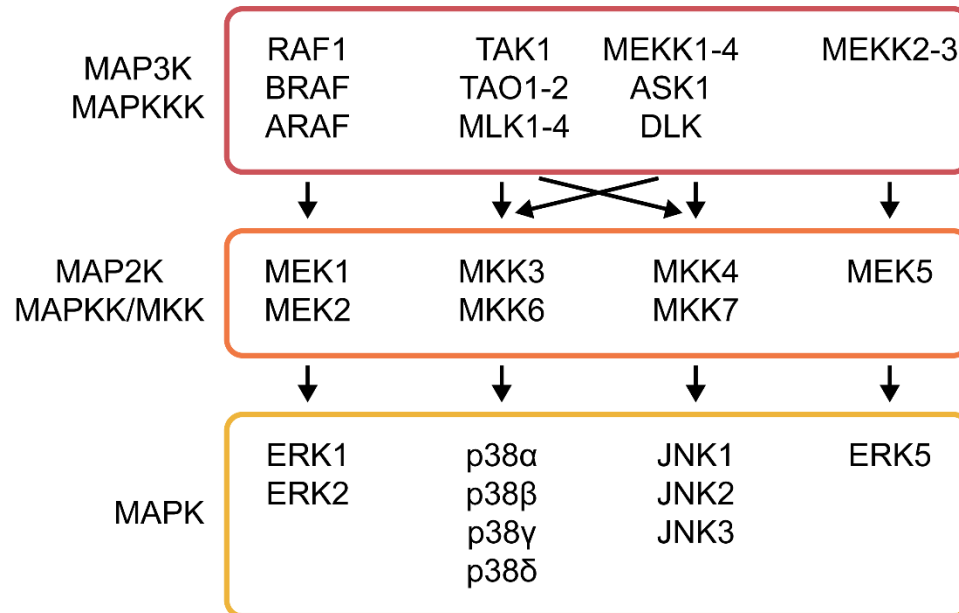 MAP3K
MAPKKK
RAF1 TAK1 MEKK1-4 MEKK2-3
BRAF TAO1-2 ASK1
ARAF MLK1-4 DLK
MAP2K
MAPKK/MKK
MEK1 MKK3 MKK4 MEK5
MEK2 MKK6 MKK7
MAPK
ERK1 p38α JNK1 ERK5
ERK2 p38β JNK2
p38γ JNK3
p38δ